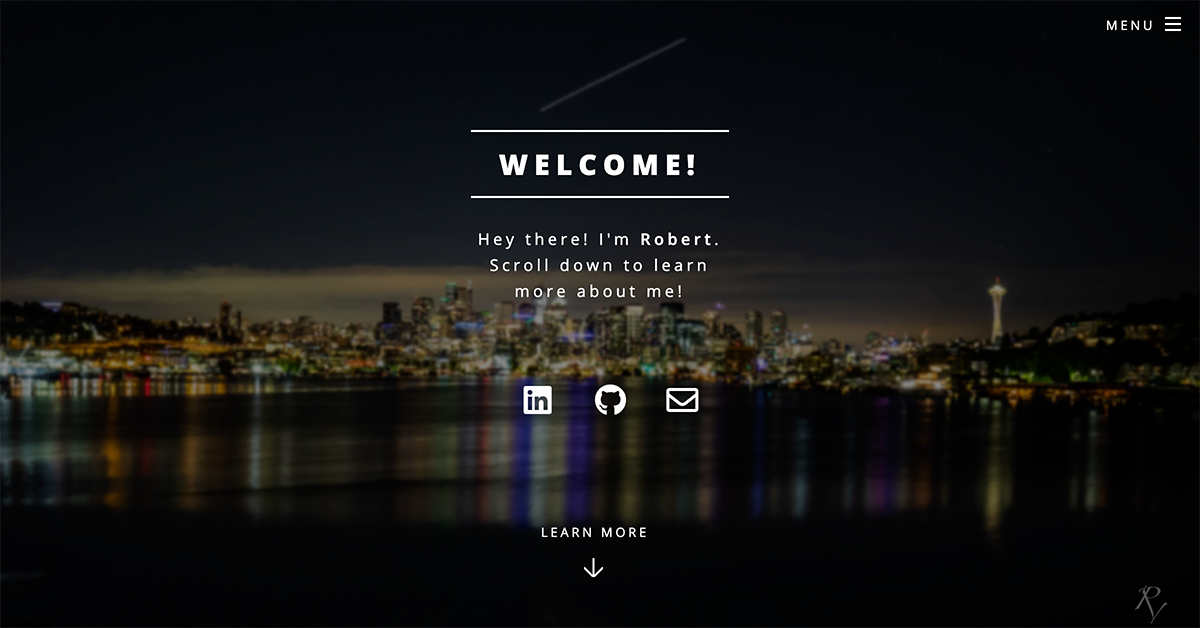 MENU
WELCOME!
Hey there! I'm Robert.
Scroll down to learn
more about me!
in
LEARN MORE
RV